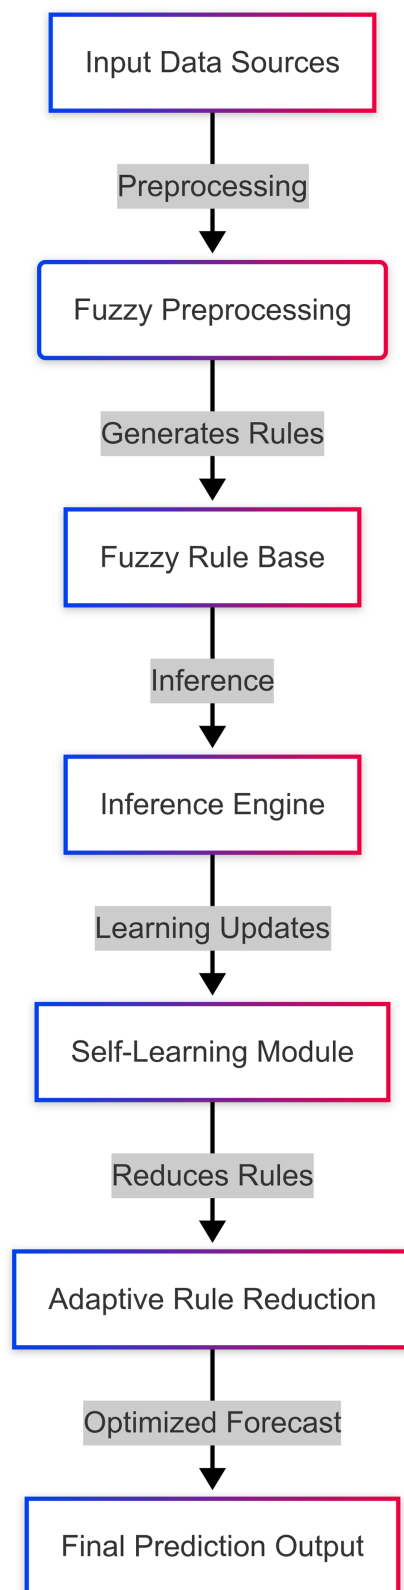 Input Data Sources
Preprocessing
Fuzzy Preprocessing
Generates Rules
Fuzzy Rule Base
Inference
Inference Engine
Learning Updates
Self-Learning Module
Reduces Rules
Adaptive Rule Reduction
Optimized Forecast
Final Prediction Output